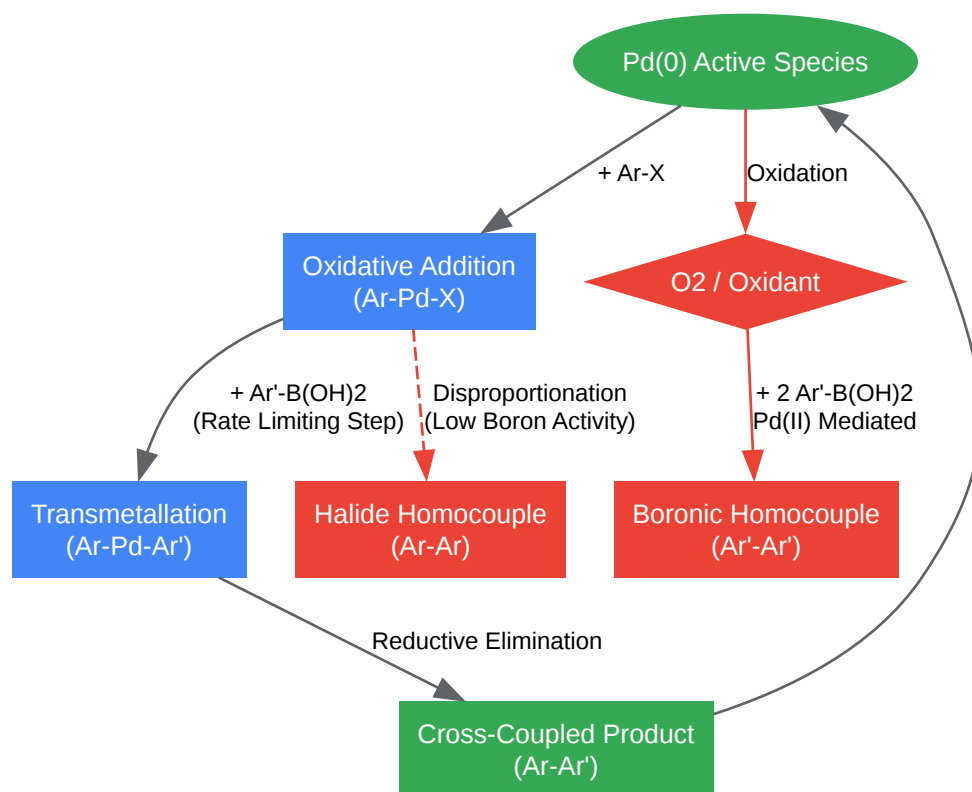 Pd(0) Active Species
+ Ar-X
Oxidation
Oxidative Addition
(Ar-Pd-X)
O2 / Oxidant
+ Ar'-B(OH)2
(Rate Limiting Step)
Disproportionation
(Low Boron Activity)
+ 2 Ar'-B(OH)2
Pd(II) Mediated
Transmetallation
(Ar-Pd-Ar')
Halide Homocouple
(Ar-Ar)
Boronic Homocouple
(Ar'-Ar')
Reductive Elimination
Cross-Coupled Product
(Ar-Ar')